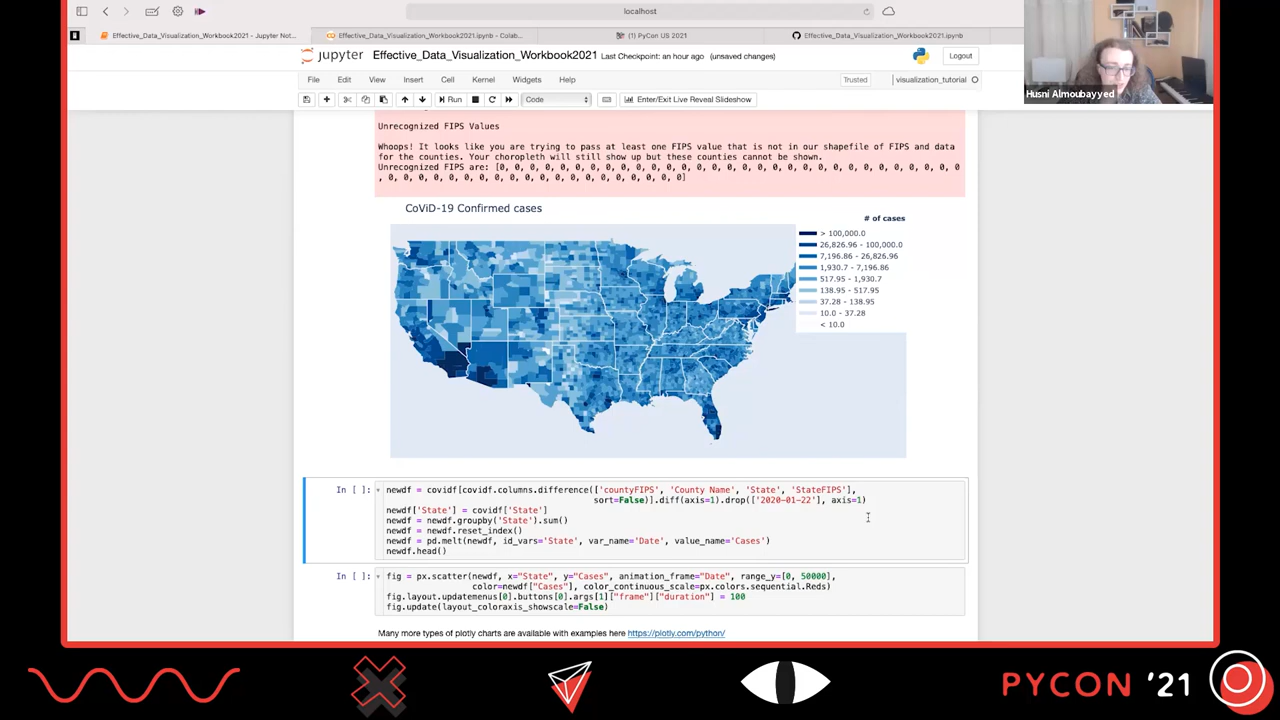 localhost
Effective_Data_Visualization_Workbook2021 - Jupyter Not...
Effective_Data_Visualization_Workbook2021.ipynb - Colab...
(1) PyCon US 2021
Effective_Data_Visualization_Workbook2021.ipynb
jupyter Effective_Data_Visualization_Workbook2021 Last Checkpoint: an hour ago (unsaved changes)
Logout
File Edit View Insert Cell Kernel Widgets Help
Trusted
visualization_tutorial
Run
Code
Enter/Exit Live Reveal Slideshow
Husni Almoubayyed
Unrecognized FIPS Values
Whoops! It looks like you are trying to pass at least one FIPS value that is not in our shapefile of FIPS and data
for the counties. Your choropleth will still show up but these counties cannot be shown.
Unrecognized FIPS are: [0, 0, 0, 0, 0, 0, 0, 0, 0, 0, 0, 0, 0, 0, 0, 0, 0, 0, 0, 0, 0, 0, 0, 0, 0, 0, 0, 0, 0, 0, 0
, 0, 0, 0, 0, 0, 0, 0, 0, 0, 0, 0, 0, 0, 0, 0, 0, 0, 0, 0, 0]
CoViD-19 Confirmed cases
# of cases
> 100,000.0
26,826.96 - 100,000.0
7,196.86 - 26,826.96
1,930.7 - 7,196.86
517.95 - 1,930.7
138.95 - 517.95
37.28 - 138.95
10.0 - 37.28
< 10.0
In [ ]:
newdf = covidf[covidf.columns.difference(['countyFIPS', 'County Name', 'State', 'StateFIPS'],
sort=False)].diff(axis=1).drop(['2020-01-22'], axis=1)
newdf['State'] = covidf['State']
newdf = newdf.groupby('State').sum()
newdf = newdf.reset_index()
newdf = pd.melt(newdf, id_vars='State', var_name='Date', value_name='Cases')
newdf.head()
In [ ]:
fig = px.scatter(newdf, x="State", y="Cases", animation_frame="Date", range_y=[0, 50000],
color=newdf["Cases"], color_continuous_scale=px.colors.sequential.Reds)
fig.layout.updatemenus[0].buttons[0].args[1]["frame"]["duration"] = 100
fig.update(layout_coloraxis_showscale=False)
Many more types of plotly charts are available with examples here https://plotly.com/python/
PYCON '21